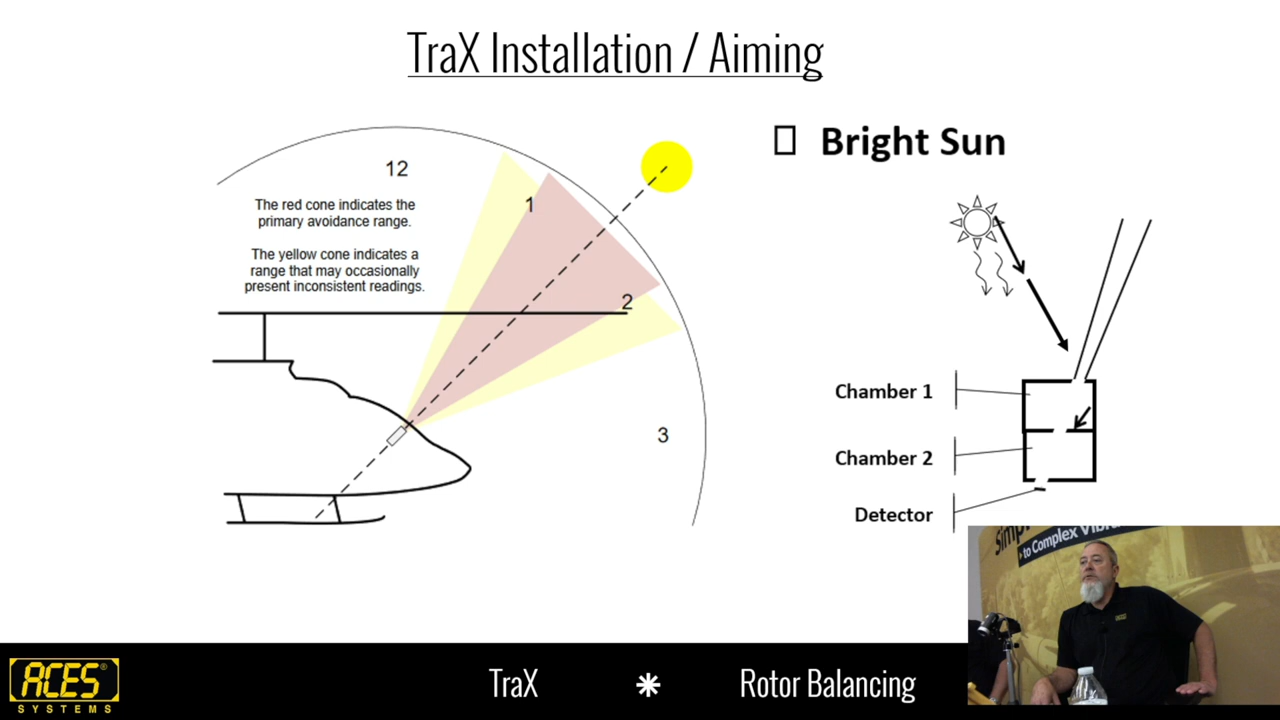 TraX Installation / Aiming
12
The red cone indicates the
primary avoidance range.
The yellow cone indicates a
range that may occasionally
present inconsistent readings.
1
2
3
Bright Sun
Chamber 1
Chamber 2
Detector
to Complex
ACES®
SYSTEMS
TraX
Rotor Balancing